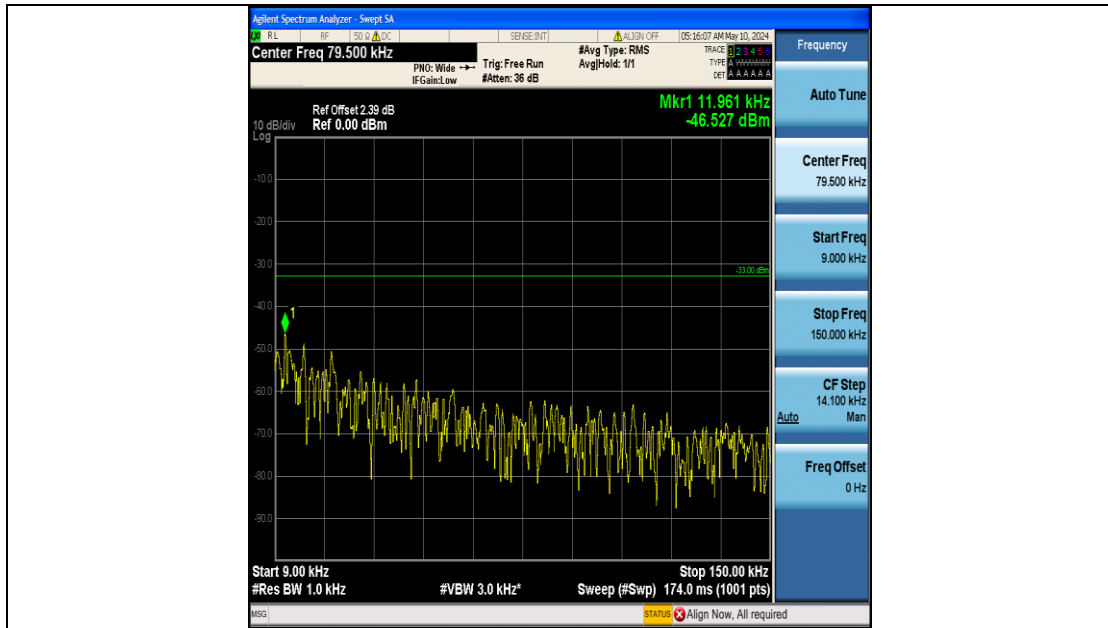 Agilent Spectrum Analyzer - Swept SA
RL RF 50 Ω DC SENSE:INT ALIGN OFF 05:16:07 AM May 10, 2024
Center Freq 79.500 kHz
PNO: Wide
IFGain:Low
Trig: Free Run
#Atten: 36 dB
#Avg Type: RMS
Avg|Hold: 1/1
TRACE 1 2 3 4 5 6
TYPE A WWWWW
DET A A A A A A
Mkr1 11.961 kHz
-46.527 dBm
Ref Offset 2.39 dB
10 dB/div Ref 0.00 dBm
Log
-10.0
-20.0
-30.0
-33.00 dBm
-40.0
1
-50.0
-60.0
-70.0
-80.0
-90.0
Start 9.00 kHz Stop 150.00 kHz
#Res BW 1.0 kHz #VBW 3.0 kHz* Sweep (#Swp) 174.0 ms (1001 pts)
MSG STATUS Align Now, All required
Frequency
Auto Tune
Center Freq
79.500 kHz
Start Freq
9.000 kHz
Stop Freq
150.000 kHz
CF Step
14.100 kHz
Auto Man
Freq Offset
0 Hz